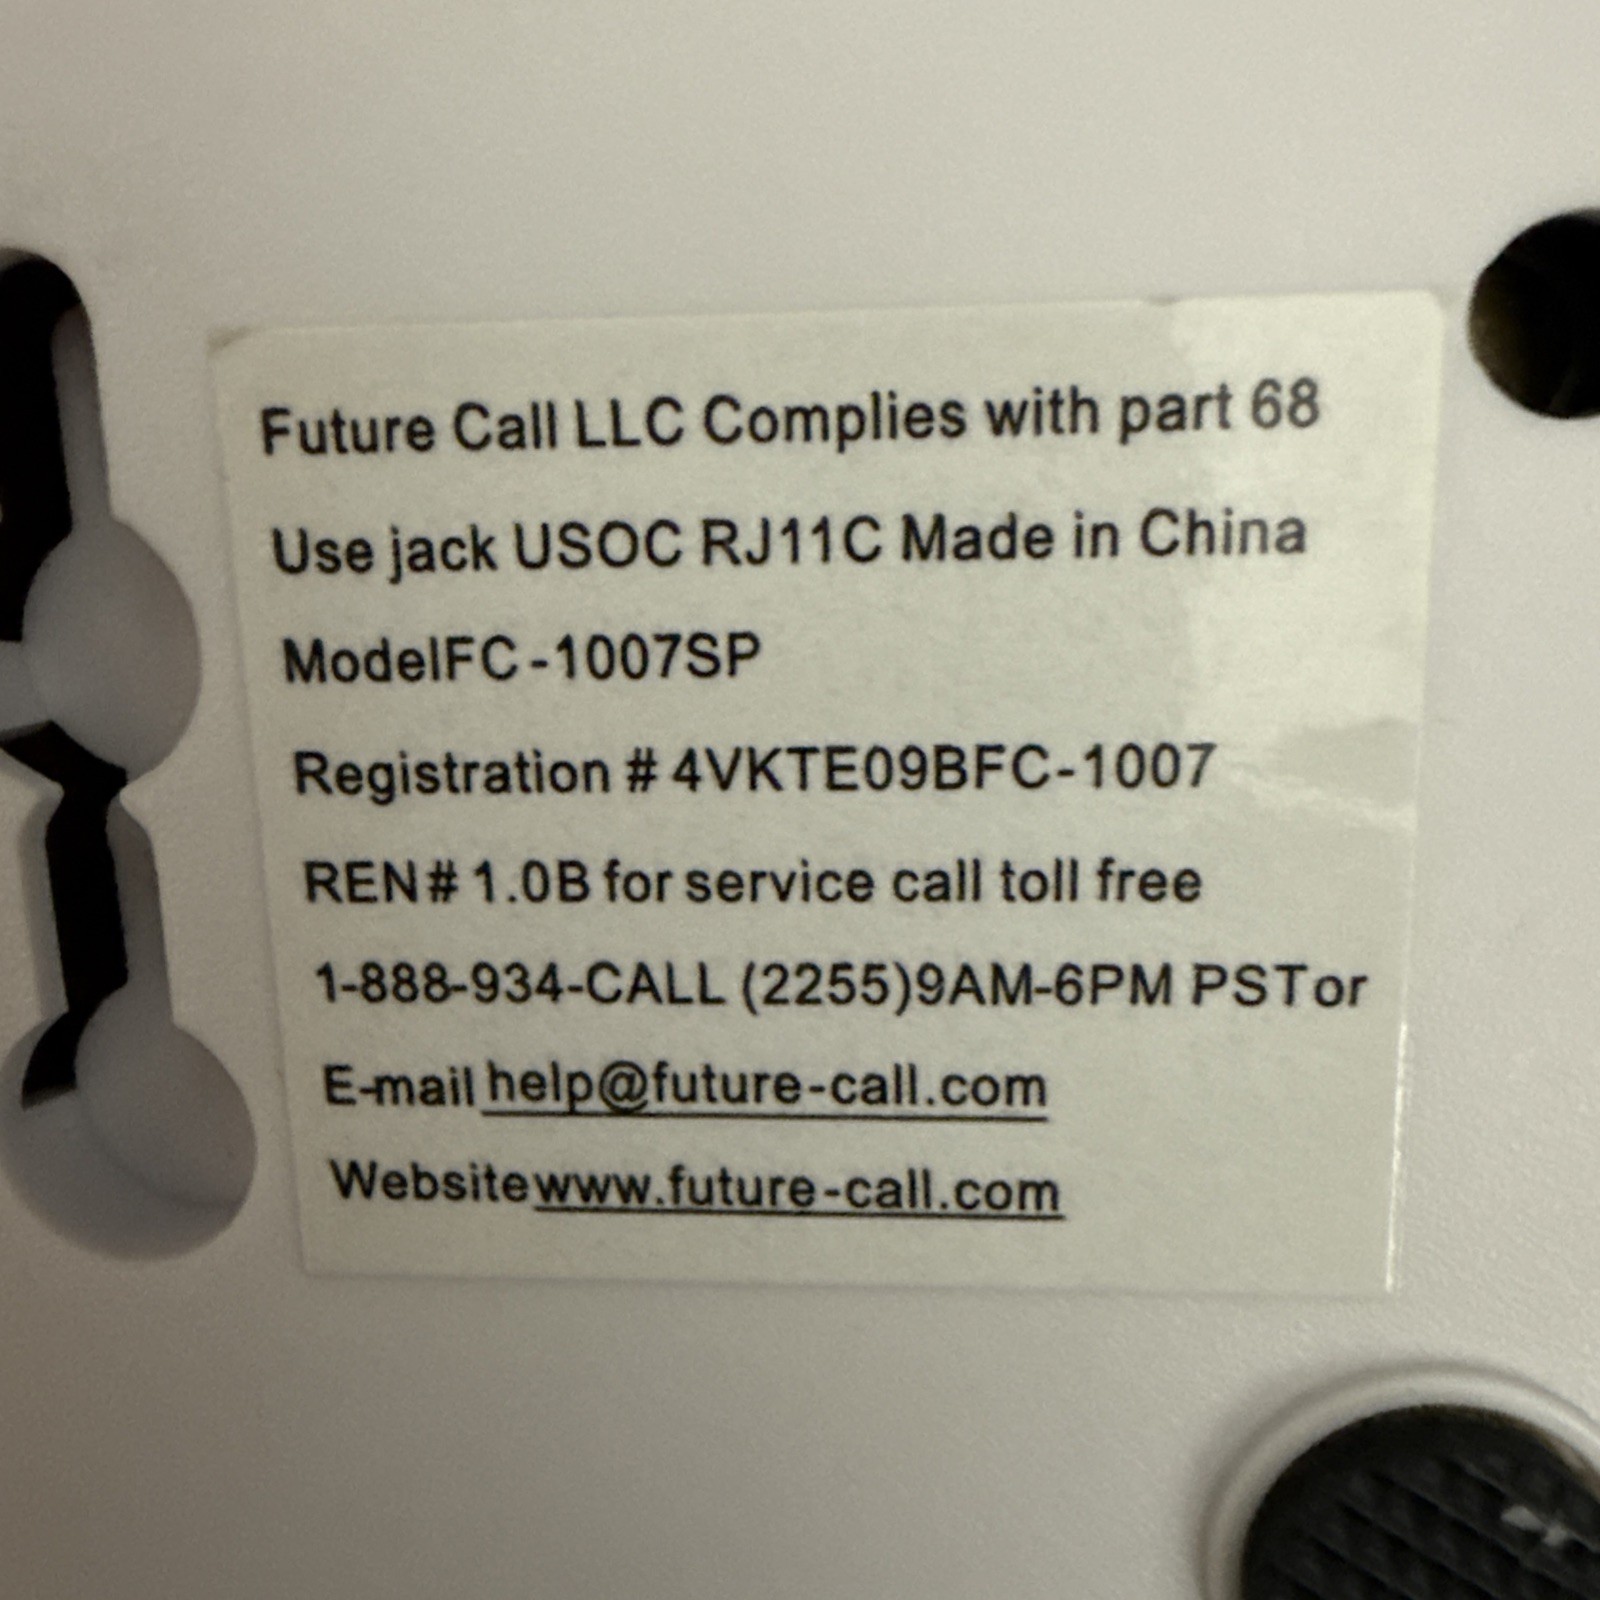 Future Call LLC Complies with part 68
Use jack USOC RJ11C Made in China
ModelFC-1007SP
Registration # 4VKTE09BFC-1007
REN# 1.0B for service call toll free
1-888-934-CALL (2255)9AM-6PM PSTor
E-mail help@future-call.com
Websitewww.future-call.com